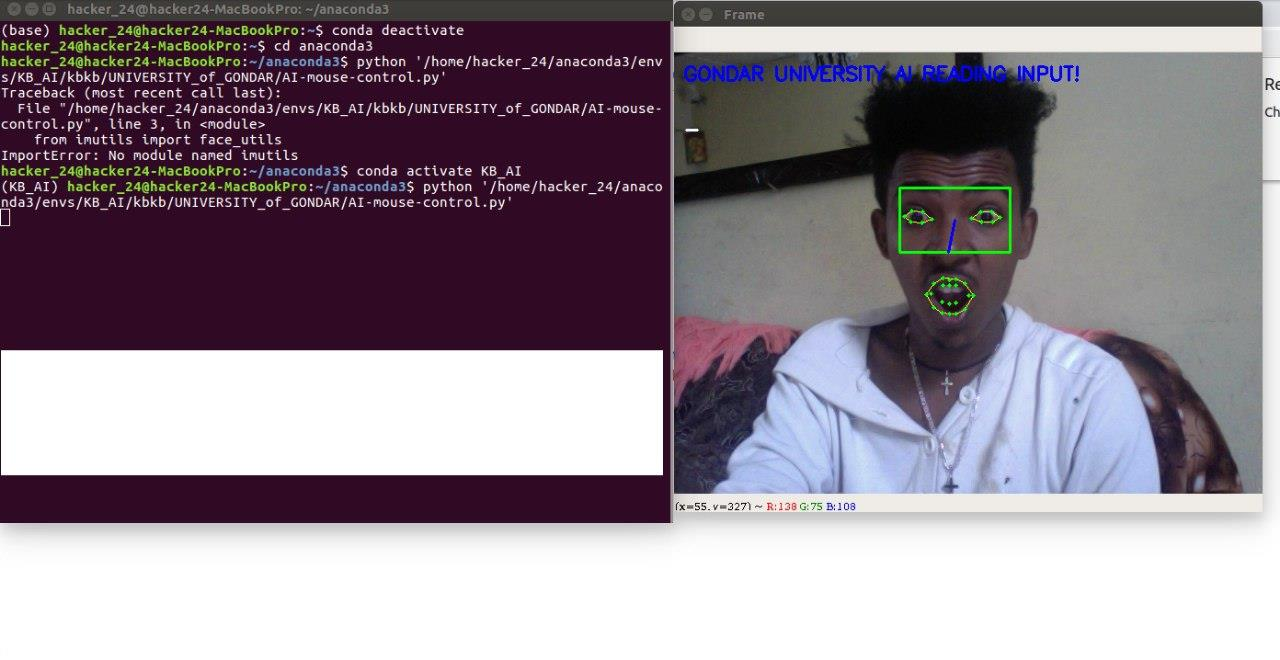 hacker_24@hacker24-MacBookPro: ~/anaconda3
(base) hacker_24@hacker24-MacBookPro:~$ conda deactivate
hacker_24@hacker24-MacBookPro:~$ cd anaconda3
hacker_24@hacker24-MacBookPro:~/anaconda3$ python '/home/hacker_24/anaconda3/env
s/KB_AI/kbkb/UNIVERSITY_of_GONDAR/AI-mouse-control.py'
Traceback (most recent call last):
File "/home/hacker_24/anaconda3/envs/KB_AI/kbkb/UNIVERSITY_of_GONDAR/AI-mouse-
control.py", line 3, in <module>
from imutils import face_utils
ImportError: No module named imutils
hacker_24@hacker24-MacBookPro:~/anaconda3$ conda activate KB_AI
(KB_AI) hacker_24@hacker24-MacBookPro:~/anaconda3$ python '/home/hacker_24/anaco
nda3/envs/KB_AI/kbkb/UNIVERSITY_of_GONDAR/AI-mouse-control.py'
Frame
GONDAR UNIVERSITY AI READING INPUT!
(x=55, y=327) ~ R:138 G:75 B:108
Re
Ch